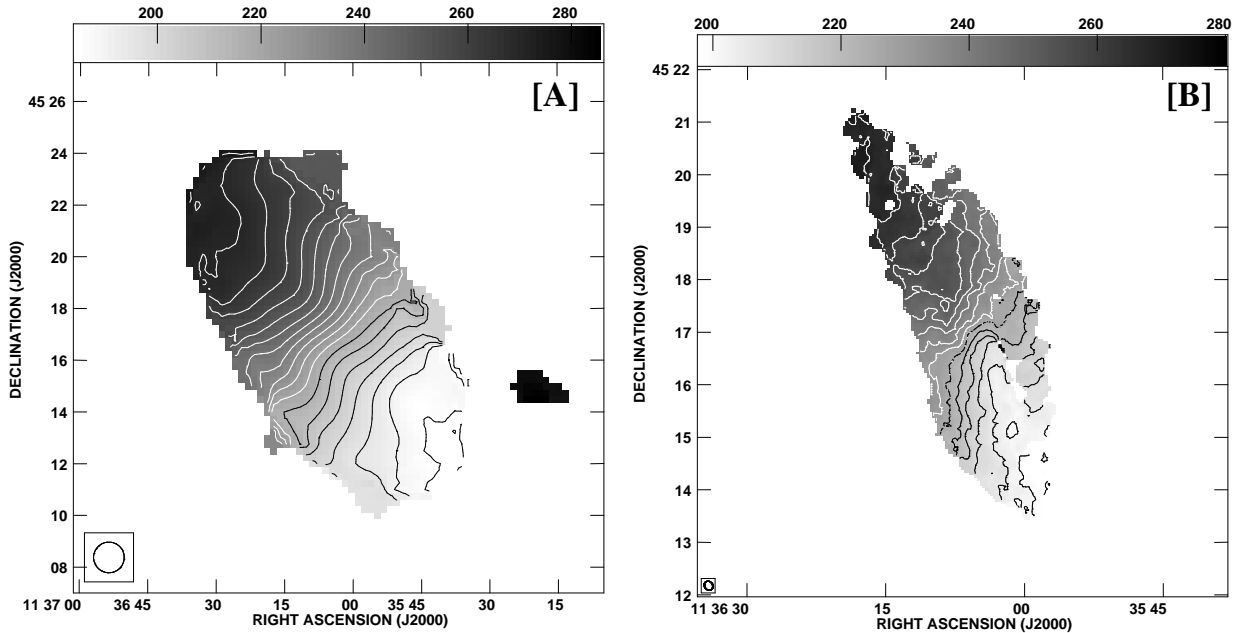 200 220 240 260 280
[A]
45 26
24
22
20
18
16
14
12
10
08
DECLINATION (J2000)
11 37 00 36 45 30 15 00 35 45 30 15
RIGHT ASCENSION (J2000)
200 220 240 260 280
[B]
45 22
21
20
19
18
17
16
15
14
13
12
DECLINATION (J2000)
11 36 30 15 00 35 45
RIGHT ASCENSION (J2000)